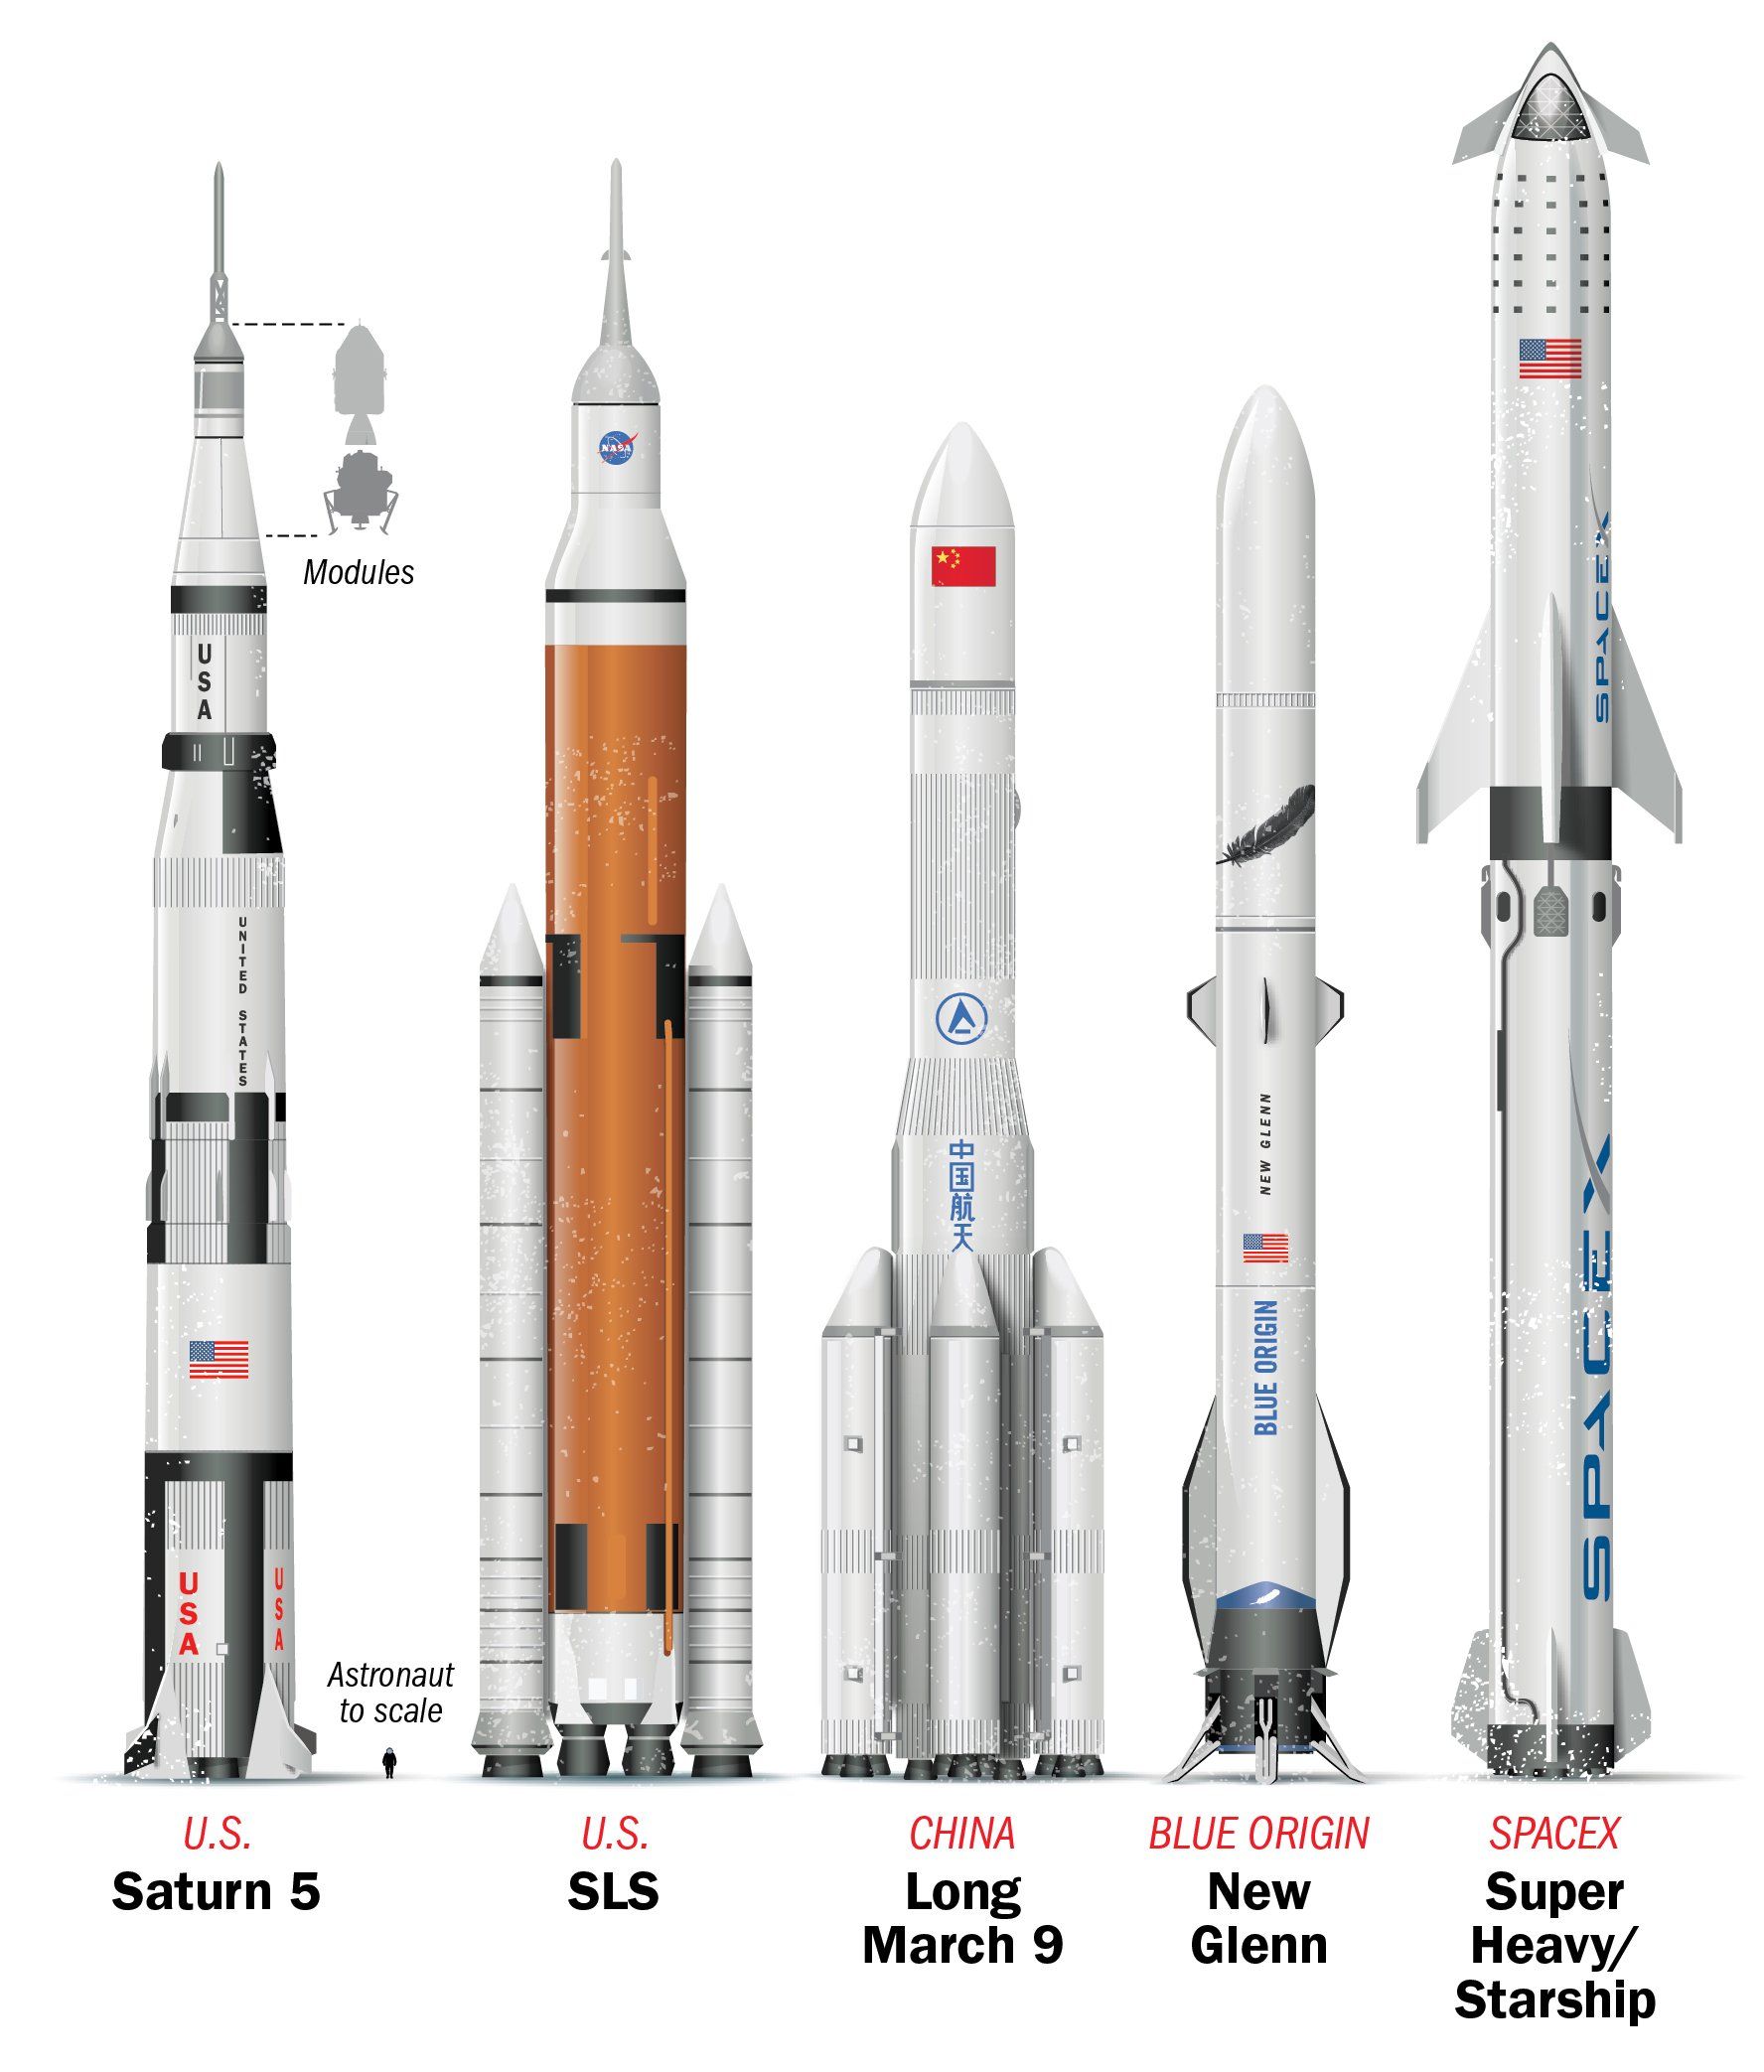 Modules
USA
UNITED STATES
USA
USA
Astronaut
to scale
NASA
中国航天
NEW GLENN
BLUE ORIGIN
SPACEX
SPACEX
U.S.
Saturn 5
U.S.
SLS
CHINA
Long
March 9
BLUE ORIGIN
New
Glenn
SPACEX
Super
Heavy/
Starship